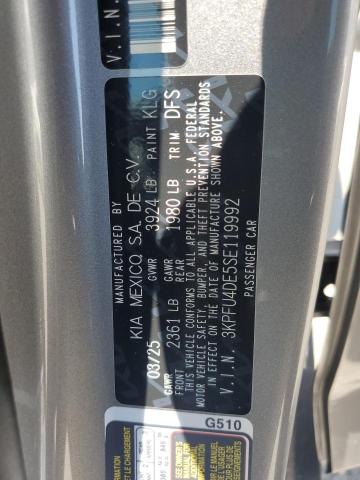 V.I.N.
MANUFACTURED BY
KIA MEXICO, S.A. DE C.V.
03/25 GVWR 3924 LB PAINT KLG
GAWR FRONT 2361 LB GAWR REAR 1980 LB TRIM DFS
THIS VEHICLE CONFORMS TO ALL APPLICABLE U.S.A. FEDERAL
MOTOR VEHICLE SAFETY, BUMPER, AND THEFT PREVENTION STANDARDS
IN EFFECT ON THE DATE OF MANUFACTURE SHOWN ABOVE.
V.I.N. 3KPFU4DE5SE119992
PASSENGER CAR
G510
SEE OWNER'S